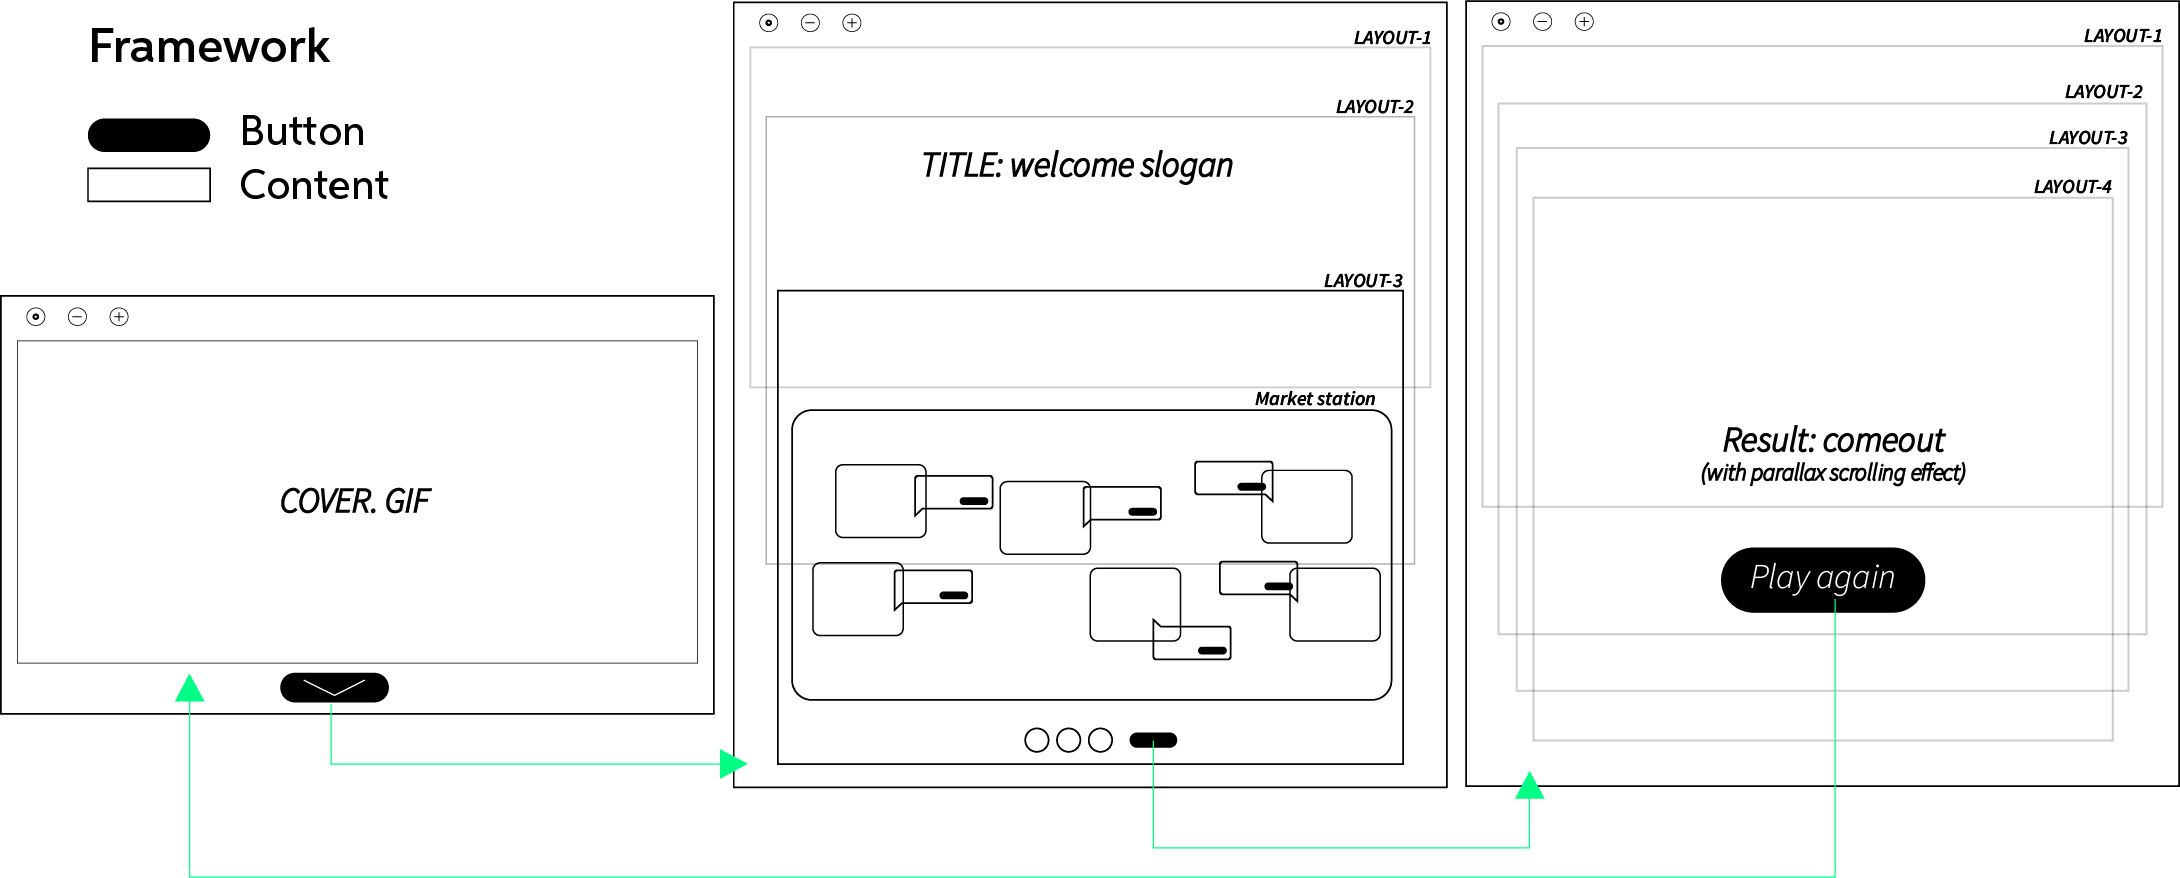 Framework
Button
Content
COVER. GIF
LAYOUT-1
LAYOUT-2
TITLE: welcome slogan
LAYOUT-3
Market station
LAYOUT-1
LAYOUT-2
LAYOUT-3
LAYOUT-4
Result: comeout
(with parallax scrolling effect)
Play again